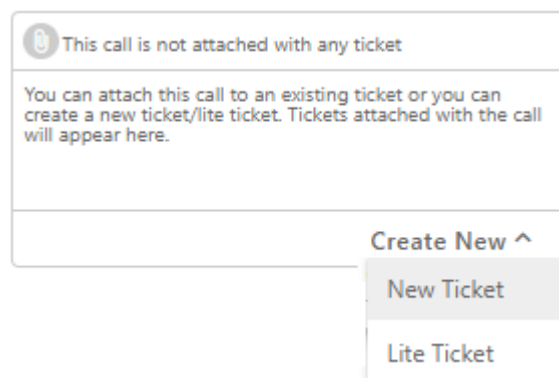 This call is not attached with any ticket
You can attach this call to an existing ticket or you can
create a new ticket/lite ticket. Tickets attached with the call
will appear here.
Create New
New Ticket
Lite Ticket